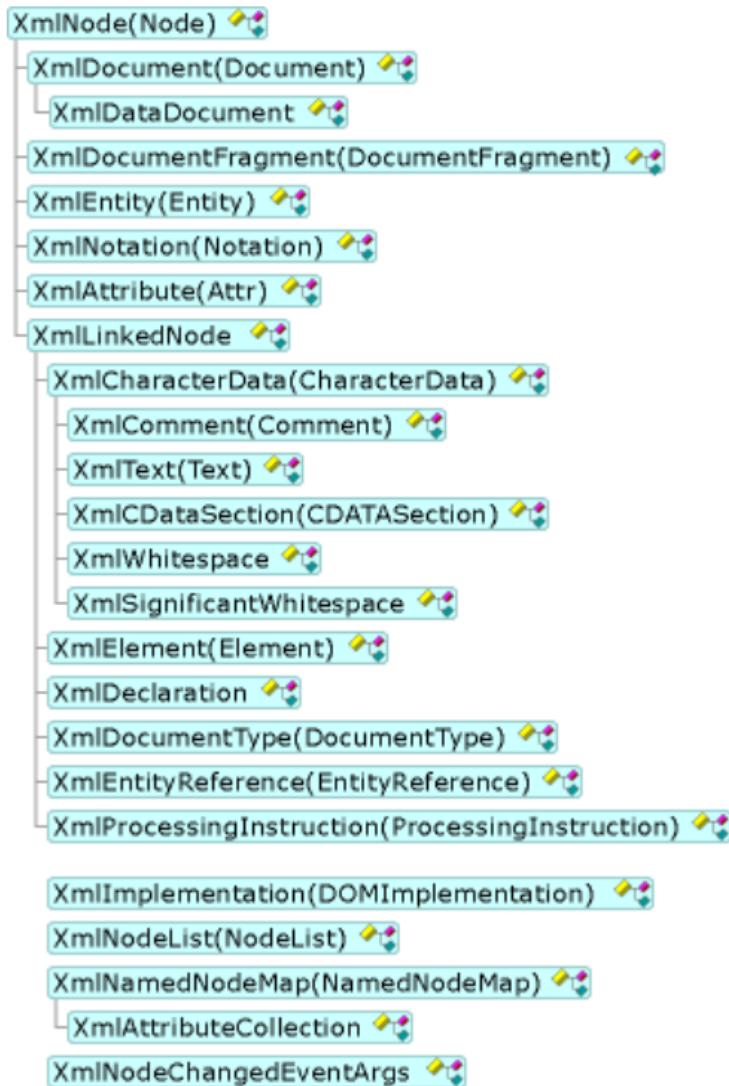 XmlNode(Node)
XmlDocument(Document)
XmlDataDocument
XmlDocumentFragment(DocumentFragment)
XmlEntity(Entity)
XmlNotation(Notation)
XmlAttribute(Attr)
XmlLinkedNode
XmlCharacterData(CharacterData)
XmlComment(Comment)
XmlText(Text)
XmlCDataSection(CDATASection)
XmlWhitespace
XmlSignificantWhitespace
XmlElement(Element)
XmlDeclaration
XmlDocumentType(DocumentType)
XmlEntityReference(EntityReference)
XmlProcessingInstruction(ProcessingInstruction)
XmlImplementation(DOMImplementation)
XmlNodeList(NodeList)
XmlNamedNodeMap(NamedNodeMap)
XmlAttributeCollection
XmlNodeChangedEventArgs